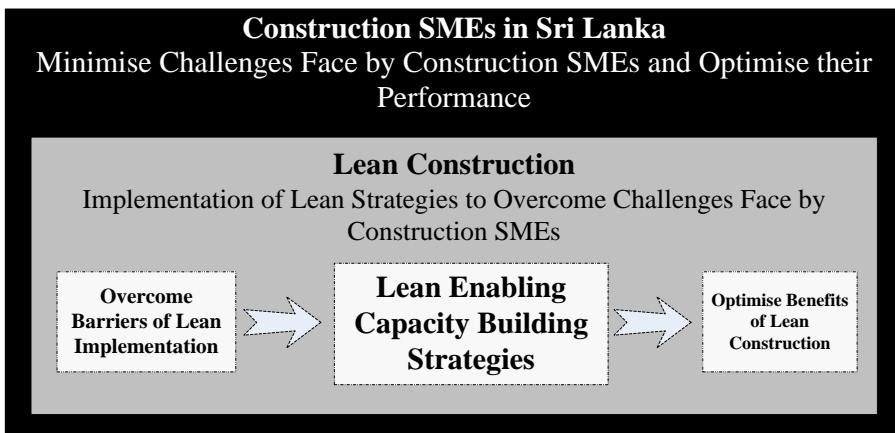 Construction SMEs in Sri Lanka
Minimise Challenges Face by Construction SMEs and Optimise their
Performance
Lean Construction
Implementation of Lean Strategies to Overcome Challenges Face by
Construction SMEs
Overcome
Barriers of Lean
Implementation
Lean Enabling
Capacity Building
Strategies
Optimise Benefits
of Lean
Construction